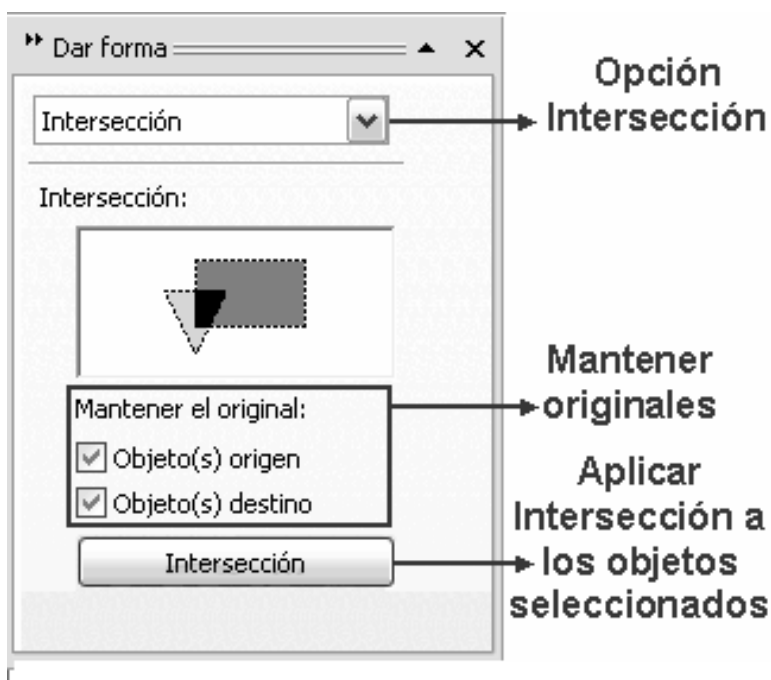 Dar forma
Opción
Intersección
Intersección
Intersección:
Mantener
originales
Mantener el original:
Objeto(s) origen
Objeto(s) destino
Aplicar
Intersección a
los objetos
seleccionados
Intersección